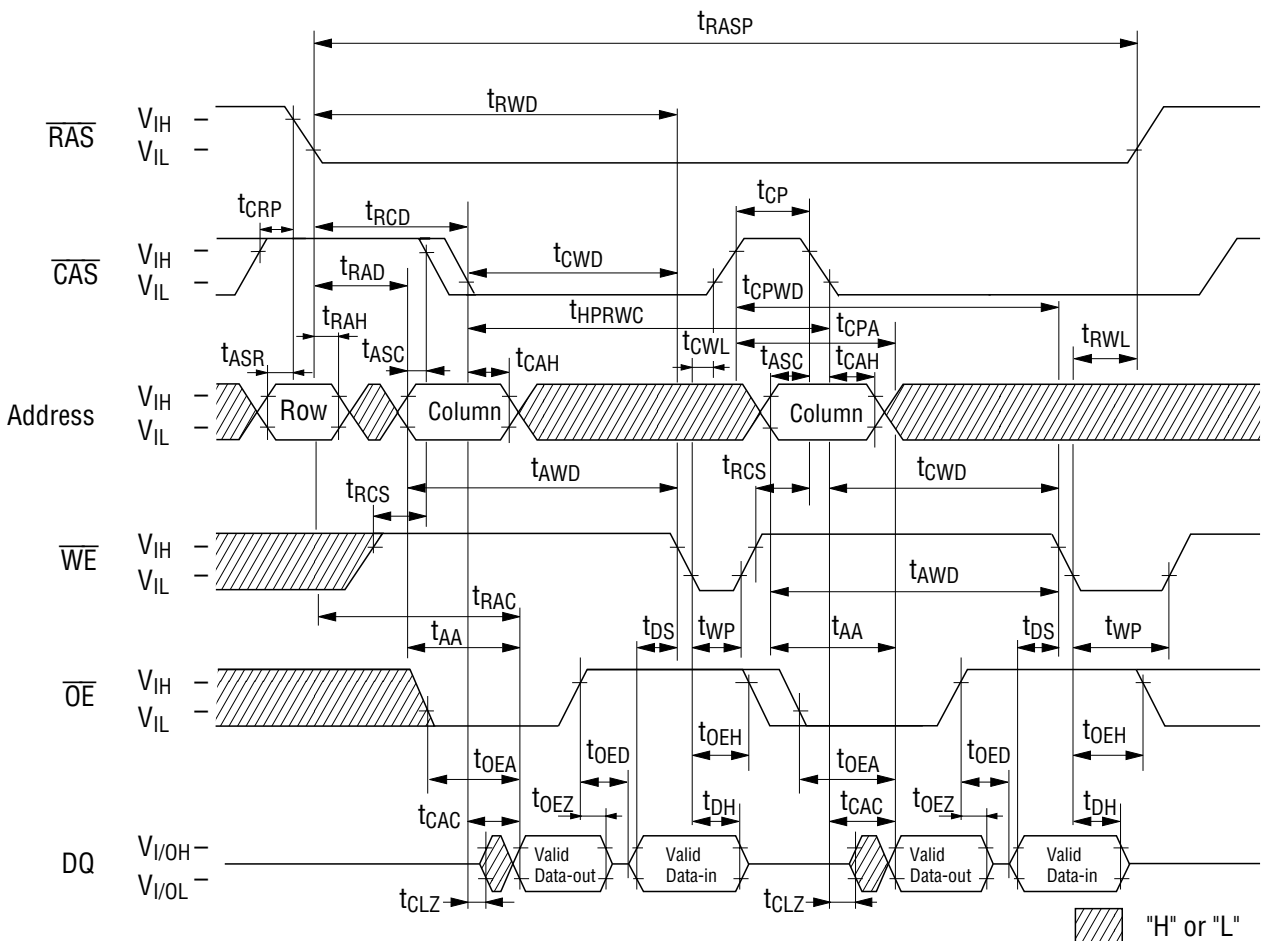 tRASP
tRWD
RAS
VIH
VIL
tCRP
tRCD
tCP
CAS
VIH
VIL
tRAD
tCWD
tCPWD
tHPRWC
tRAH
tCPA
tCWL
tRWL
tASR
tASC
tCAH
tASC
tCAH
Address
VIH
VIL
Row
Column
Column
tRCS
tAWD
tRCS
tCWD
WE
VIH
VIL
tAWD
tRAC
tAA
tDS
tWP
tAA
tDS
tWP
OE
VIH
VIL
tOEA
tOED
tOEH
tOEA
tOED
tOEH
tCAC
tOEZ
tDH
tCAC
tOEZ
tDH
DQ
VI/OH
VI/OL
Valid
Data-out
Valid
Data-in
Valid
Data-out
Valid
Data-in
tCLZ
tCLZ
"H" or "L"